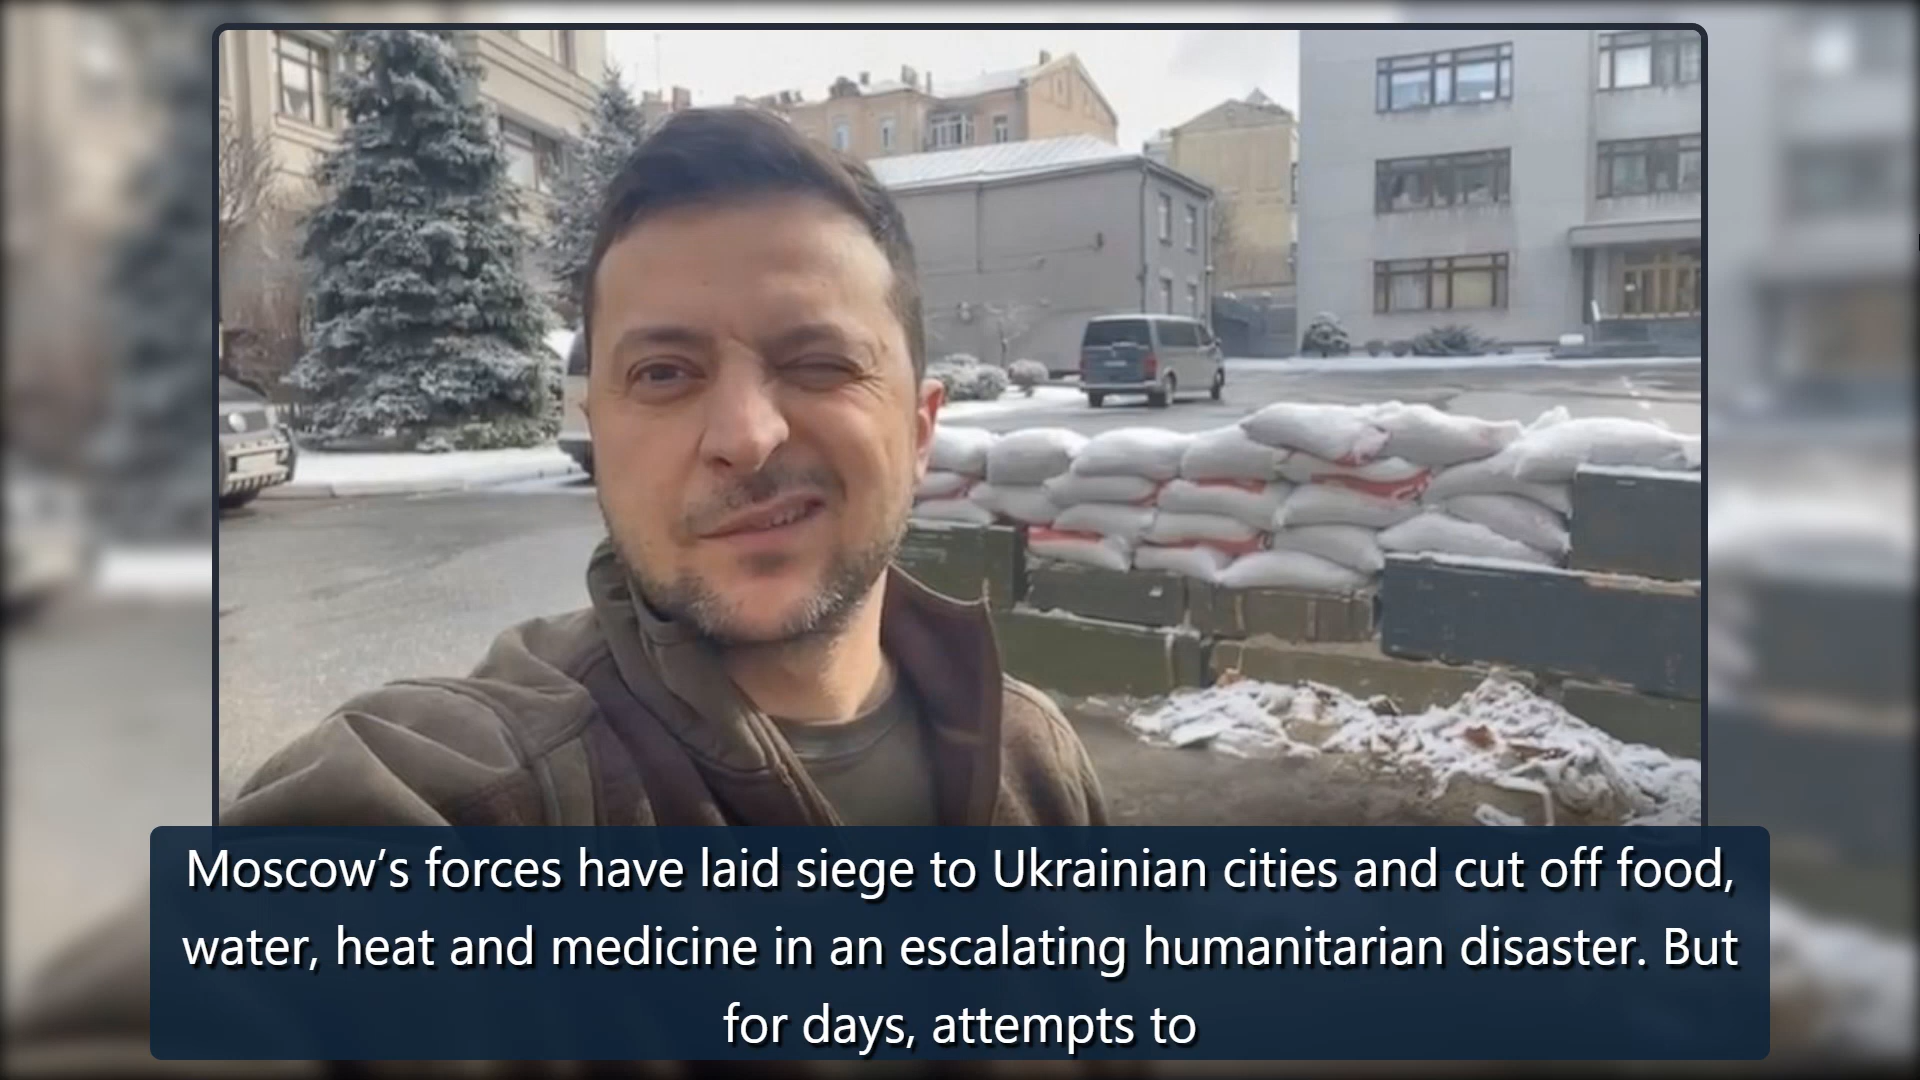 Moscow’s forces have laid siege to Ukrainian cities and cut off food,
water, heat and medicine in an escalating humanitarian disaster. But
for days, attempts to